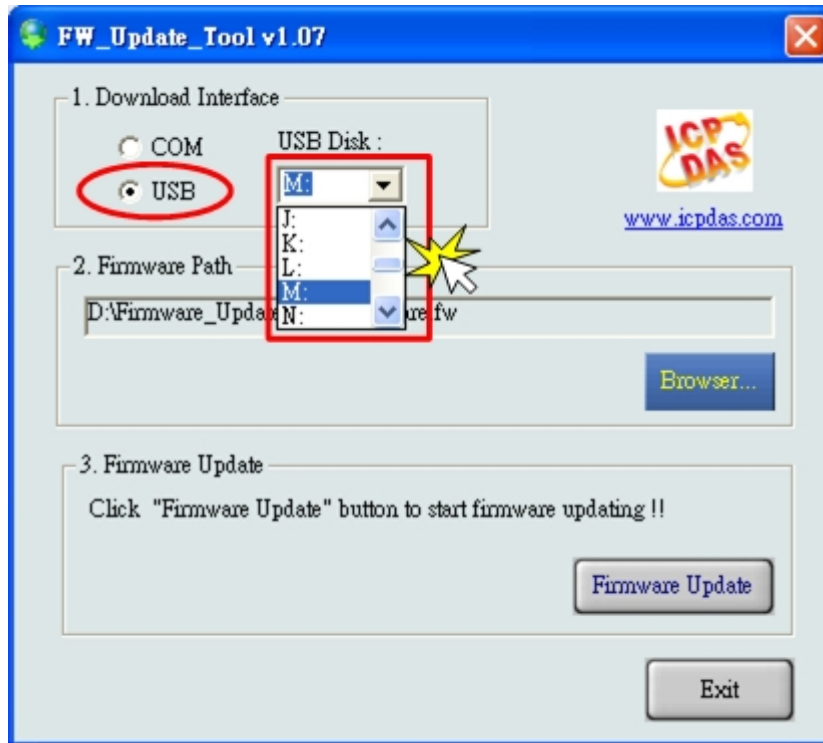 FW_Update_Tool v1.07
1. Download Interface
COM
USB Disk :
USB
M:
J:
K:
L:
M:
N:
ICP
DAS
www.icpdas.com
2. Firmware Path
D:\Firmware_Upda
.fw
Browser...
3. Firmware Update
Click "Firmware Update" button to start firmware updating !!
Firmware Update
Exit